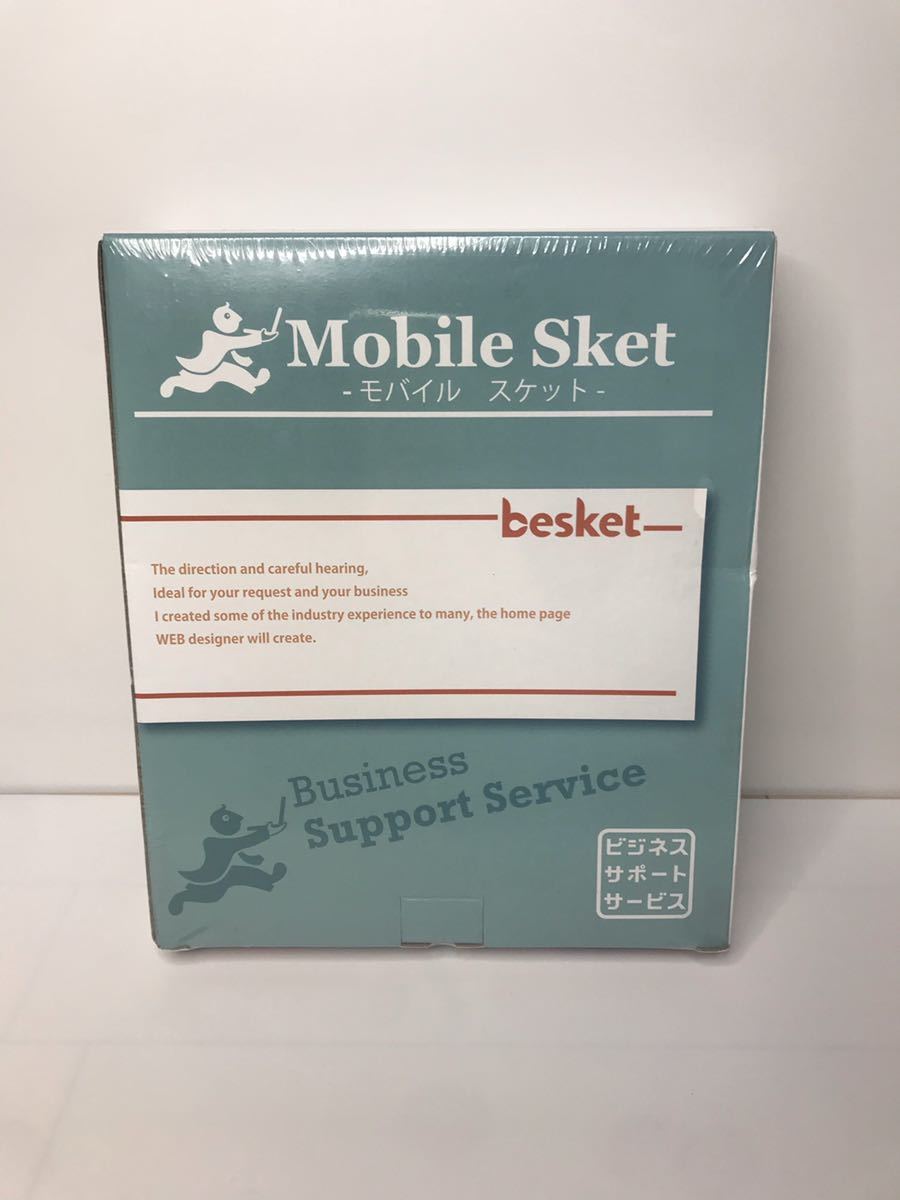 Mobile Sket
-モバイル スケット-
besket
The direction and careful hearing,
Ideal for your request and your business
I created some of the industry experience to many, the home page
WEB designer will create.
Business
Support Service
ビジネス
サポート
サービス